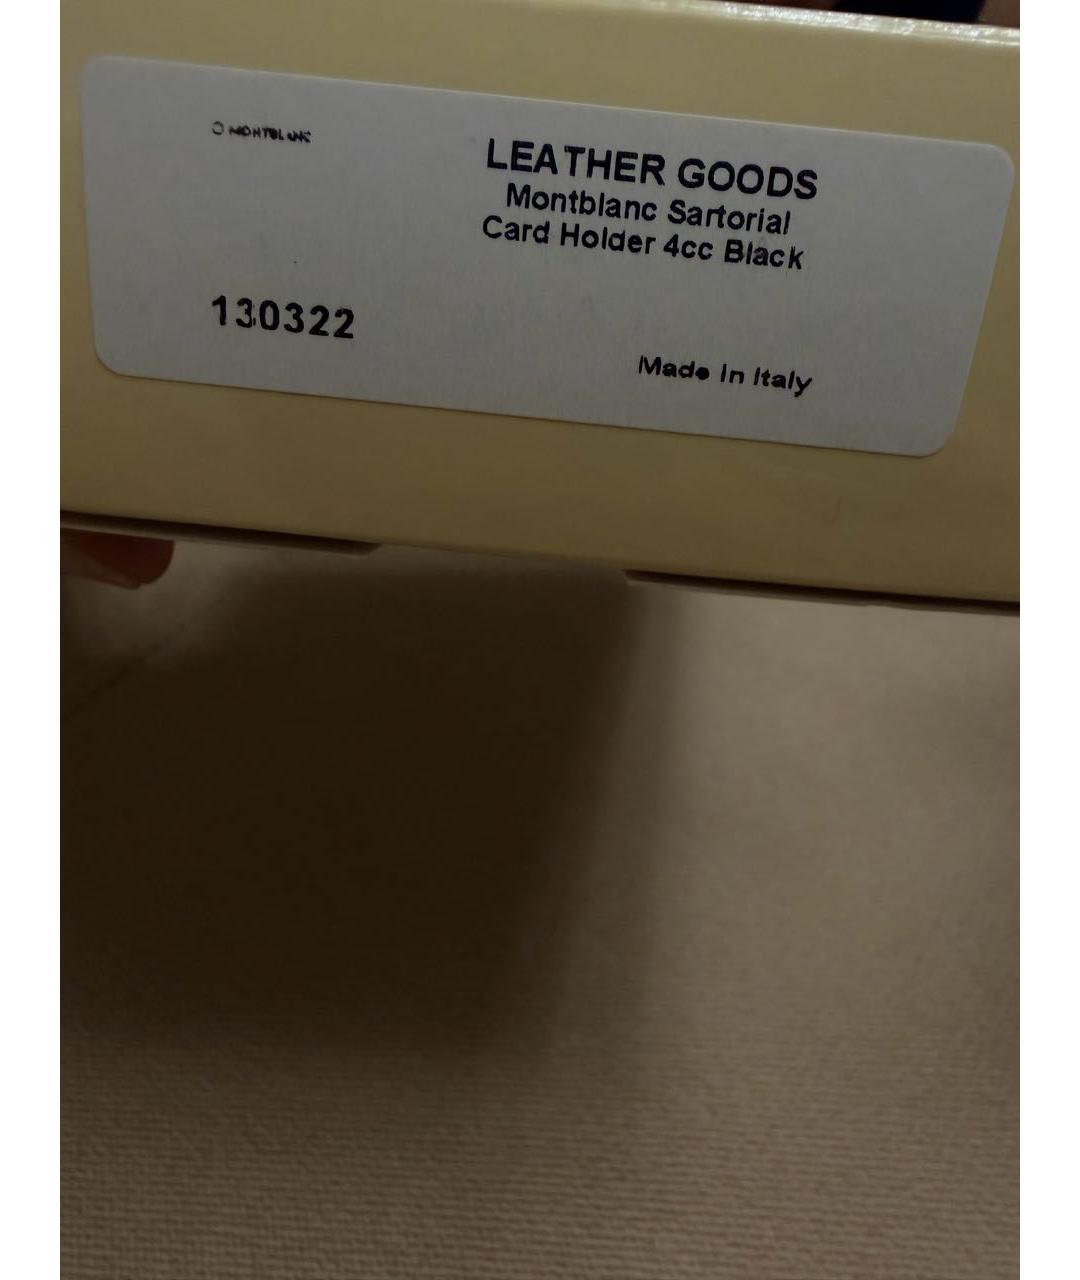 MONTBLANC
LEATHER GOODS
Montblanc Sartorial
Card Holder 4cc Black
130322
Made In Italy